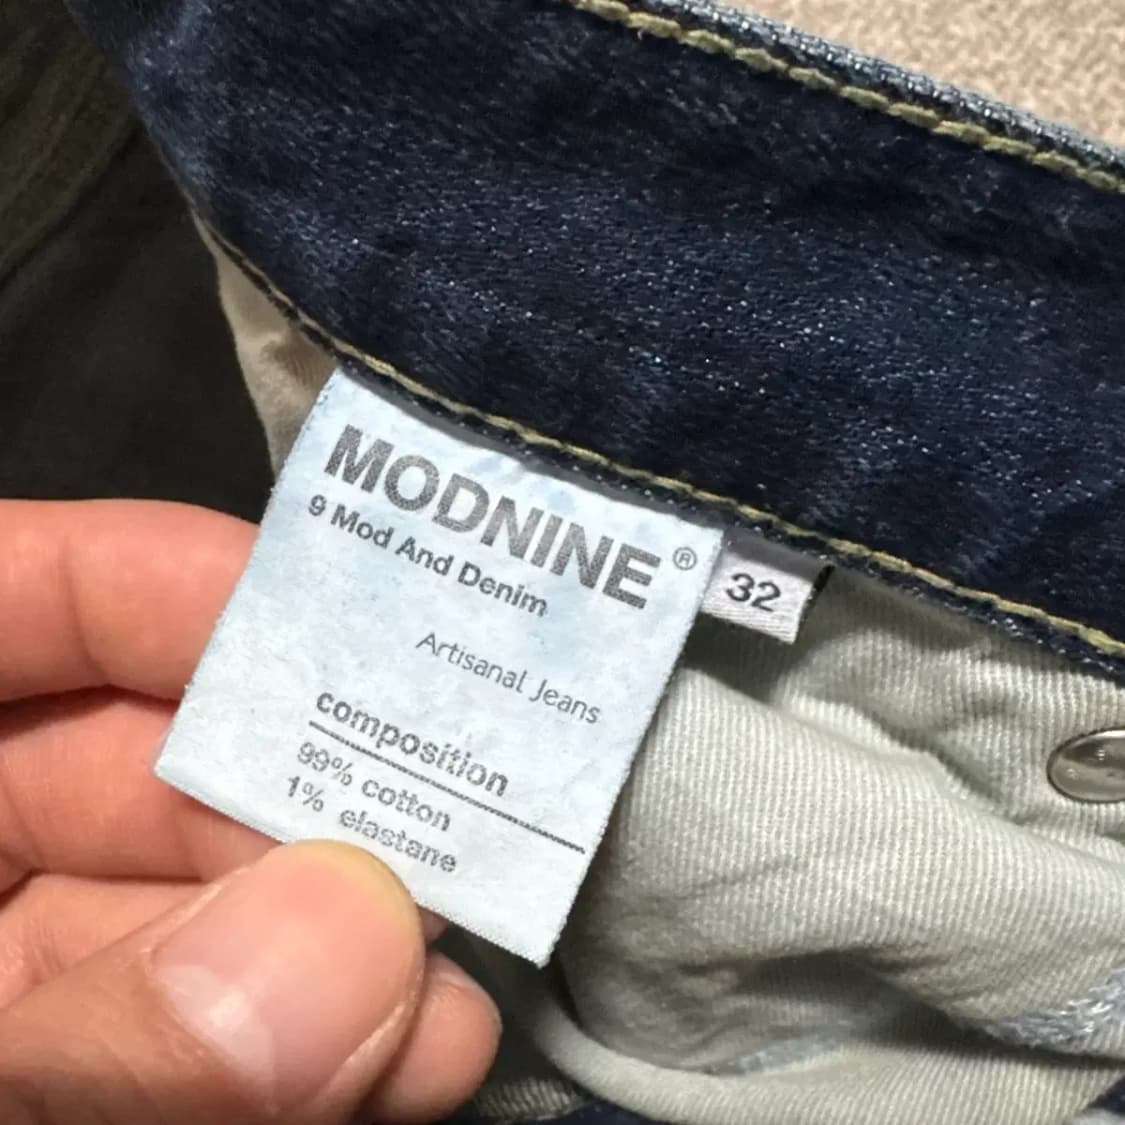 MODNINE ®
9 Mod And Denim
Artisanal Jeans
composition
99% cotton
1% elastane
32